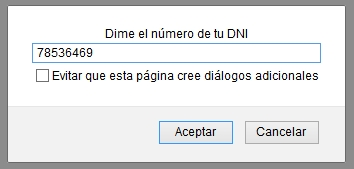 Dime el número de tu DNI
78536469
Evitar que esta página cree diálogos adicionales
Aceptar
Cancelar